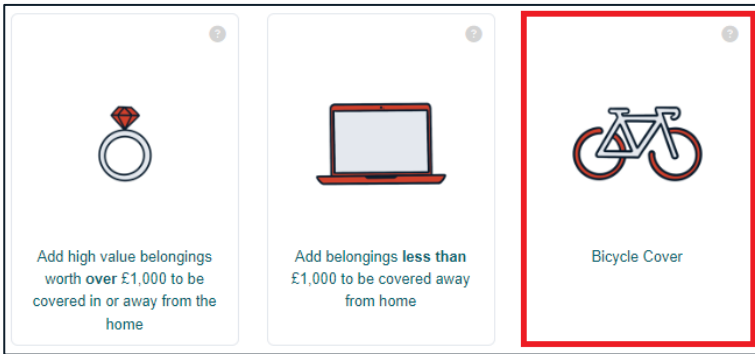 ?
?
?
Add high value belongings
worth over £1,000 to be
covered in or away from the
home
Add belongings less than
£1,000 to be covered away
from home
Bicycle Cover